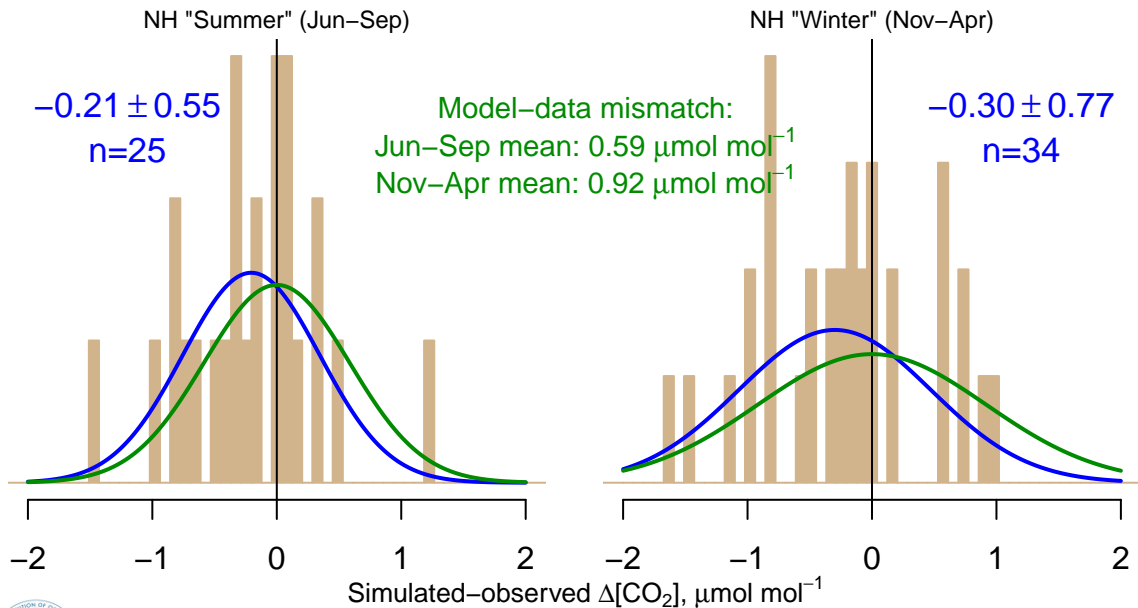 NH "Summer" (Jun−Sep)
NH "Winter" (Nov−Apr)
−0.21 ± 0.55
n=25
Model−data mismatch:
Jun−Sep mean: 0.59 μmol mol⁻¹
Nov−Apr mean: 0.92 μmol mol⁻¹
−0.30 ± 0.77
n=34
−2 −1 0 1 2
−2 −1 0 1 2
Simulated−observed Δ[CO₂], μmol mol⁻¹